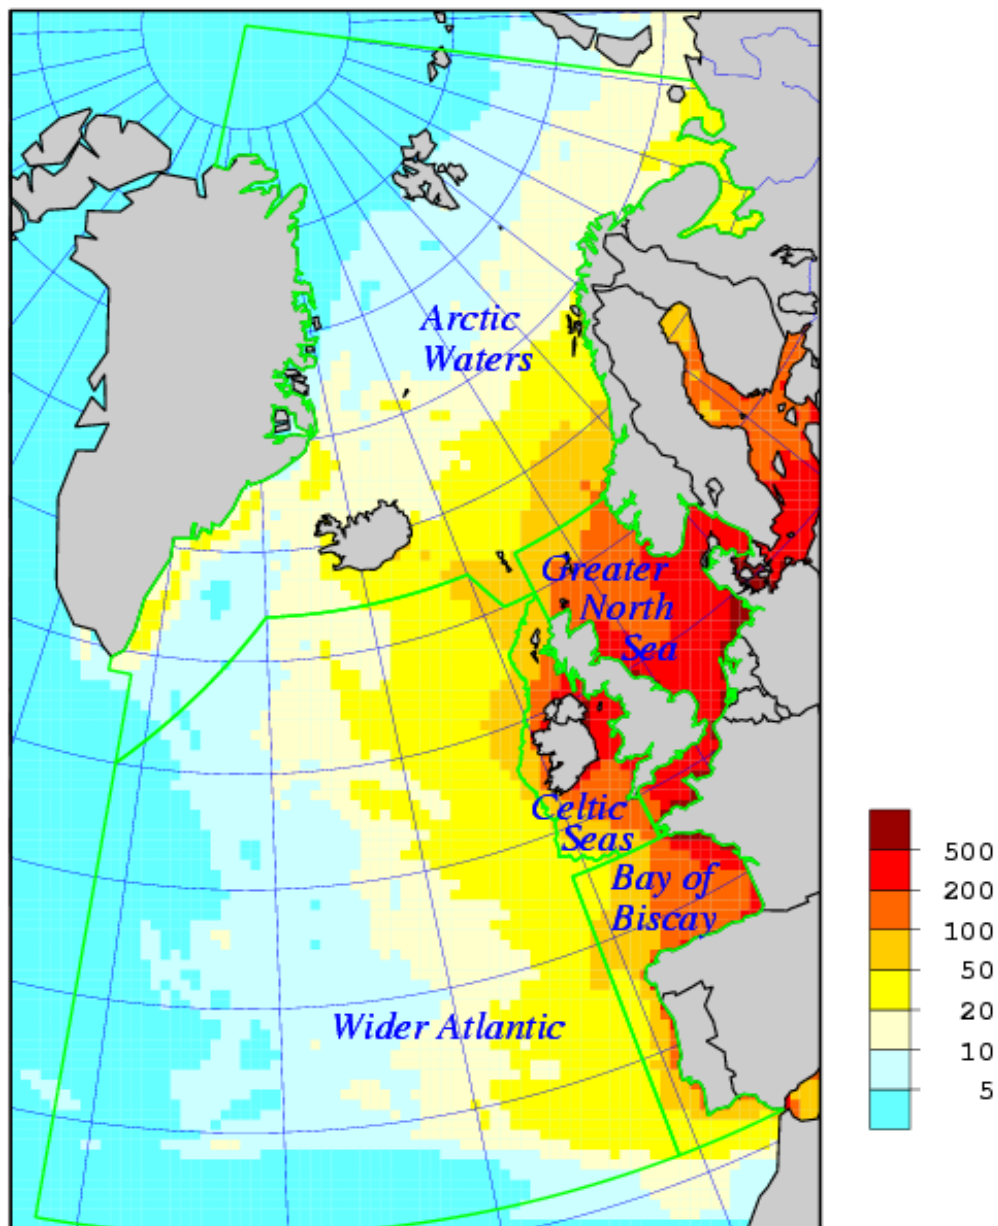 Arctic
Waters
Greater
North
Sea
Celtic
Seas
Bay of
Biscay
Wider Atlantic
500
200
100
50
20
10
5